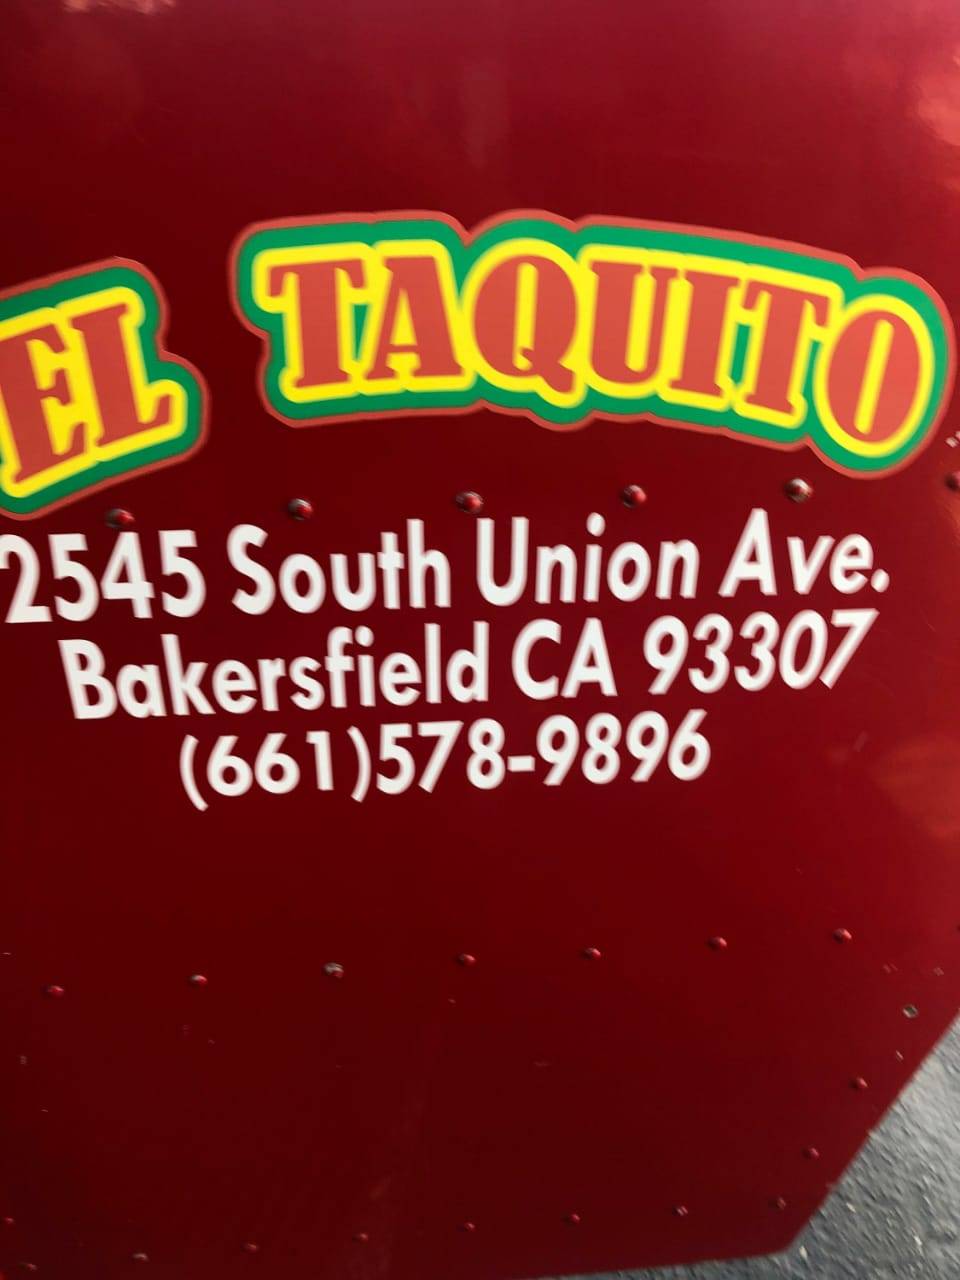 EL TAQUITO
2545 South Union Ave.
Bakersfield CA 93307
(661)578-9896